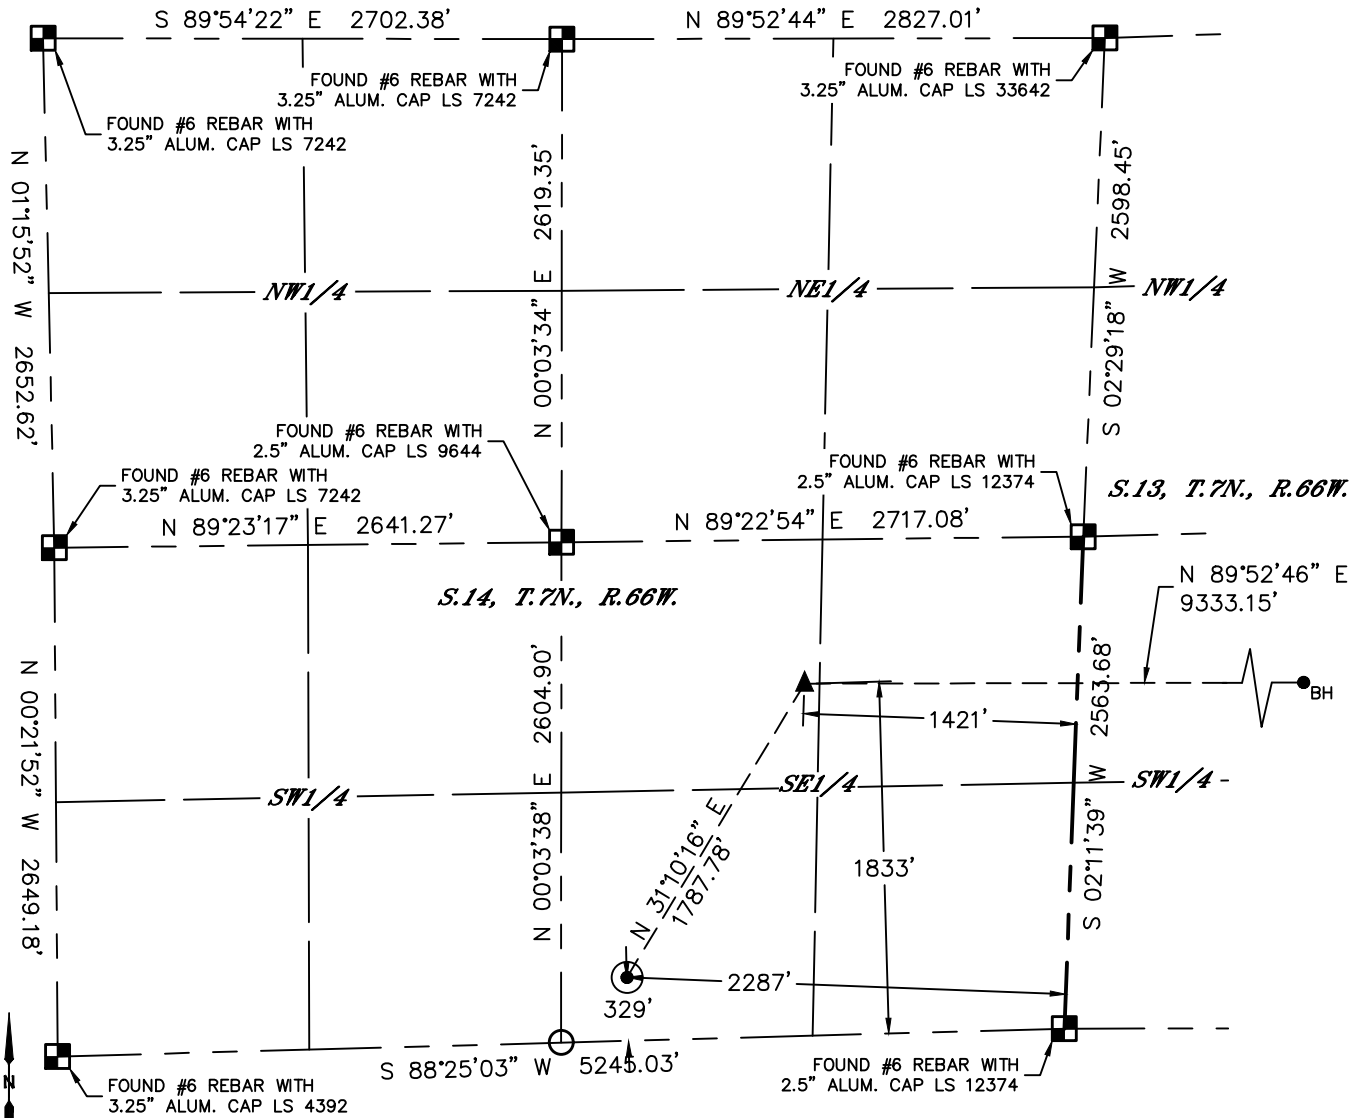 S 89°54'22" E 2702.38'
N 89°52'44" E 2827.01'
FOUND #6 REBAR WITH
3.25" ALUM. CAP LS 7242
FOUND #6 REBAR WITH
3.25" ALUM. CAP LS 33642
FOUND #6 REBAR WITH
3.25" ALUM. CAP LS 7242
N 01°15'52" W 2652.62'
N 00°03'34" E 2619.35'
S 02°29'18" W 2598.45'
NW1/4
NE1/4
NW1/4
FOUND #6 REBAR WITH
2.5" ALUM. CAP LS 9644
FOUND #6 REBAR WITH
3.25" ALUM. CAP LS 7242
FOUND #6 REBAR WITH
2.5" ALUM. CAP LS 12374
S.13, T.7N., R.66W.
N 89°23'17" E 2641.27'
N 89°22'54" E 2717.08'
N 89°52'46" E
9333.15'
S.14, T.7N., R.66W.
BH
N 00°21'52" W 2649.18'
N 00°03'38" E 2604.90'
S 02°11'39" W 2563.68'
1421'
SW1/4
SE1/4
SW1/4
N 31°10'16" E
1787.78'
1833'
2287'
329'
S 88°25'03" W
FOUND #6 REBAR WITH
2.5" ALUM. CAP LS 12374
FOUND #6 REBAR WITH
3.25" ALUM. CAP LS 4392
N